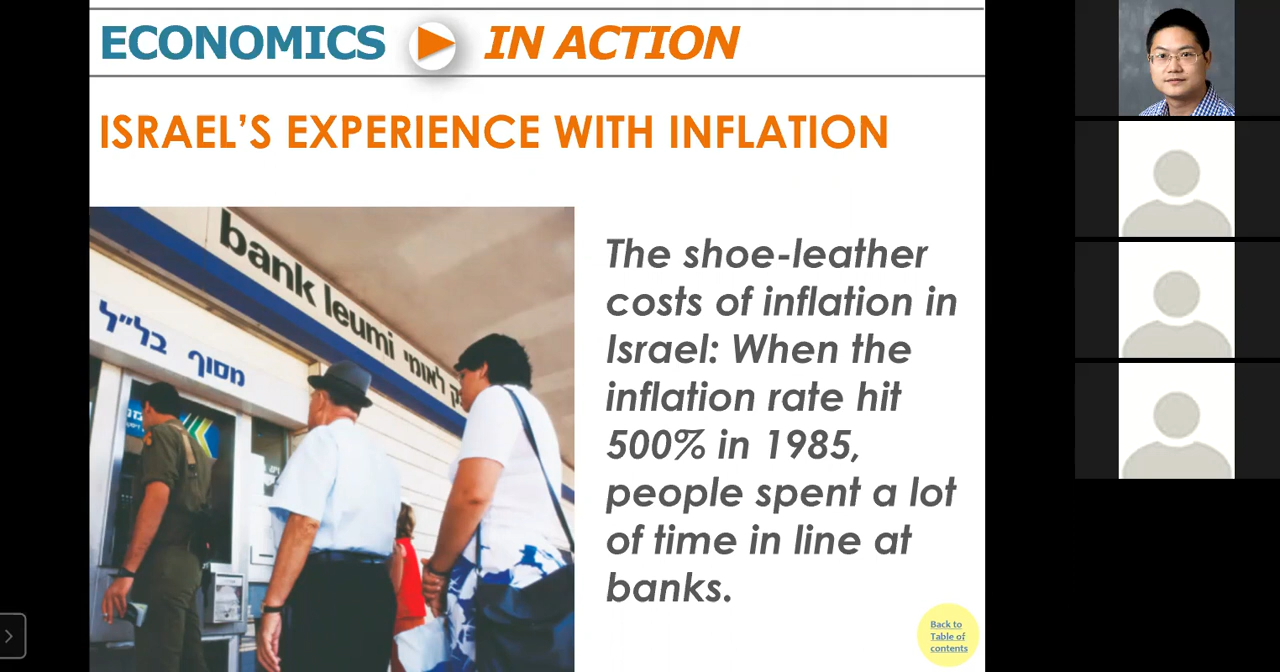 ECONOMICS IN ACTION
ISRAEL'S EXPERIENCE WITH INFLATION
bank leumi ק לאומי
מסוף בל"ל
The shoe-leather
costs of inflation in
Israel: When the
inflation rate hit
500% in 1985,
people spent a lot
of time in line at
banks.
Back to
Table of
contents